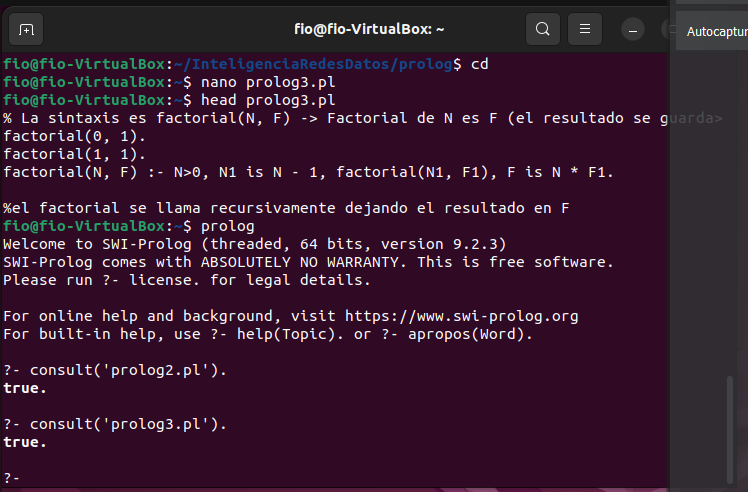 fio@fio-VirtualBox: ~
Autocaptur
fio@fio-VirtualBox:~/InteligenciaRedesDatos/prolog$ cd
fio@fio-VirtualBox:~$ nano prolog3.pl
fio@fio-VirtualBox:~$ head prolog3.pl
% La sintaxis es factorial(N, F) -> Factorial de N es F (el resultado se guarda>
factorial(0, 1).
factorial(1, 1).
factorial(N, F) :- N>0, N1 is N - 1, factorial(N1, F1), F is N * F1.
%el factorial se llama recursivamente dejando el resultado en F
fio@fio-VirtualBox:~$ prolog
Welcome to SWI-Prolog (threaded, 64 bits, version 9.2.3)
SWI-Prolog comes with ABSOLUTELY NO WARRANTY. This is free software.
Please run ?- license. for legal details.
For online help and background, visit https://www.swi-prolog.org
For built-in help, use ?- help(Topic). or ?- apropos(Word).
?- consult('prolog2.pl').
true.
?- consult('prolog3.pl').
true.
?-